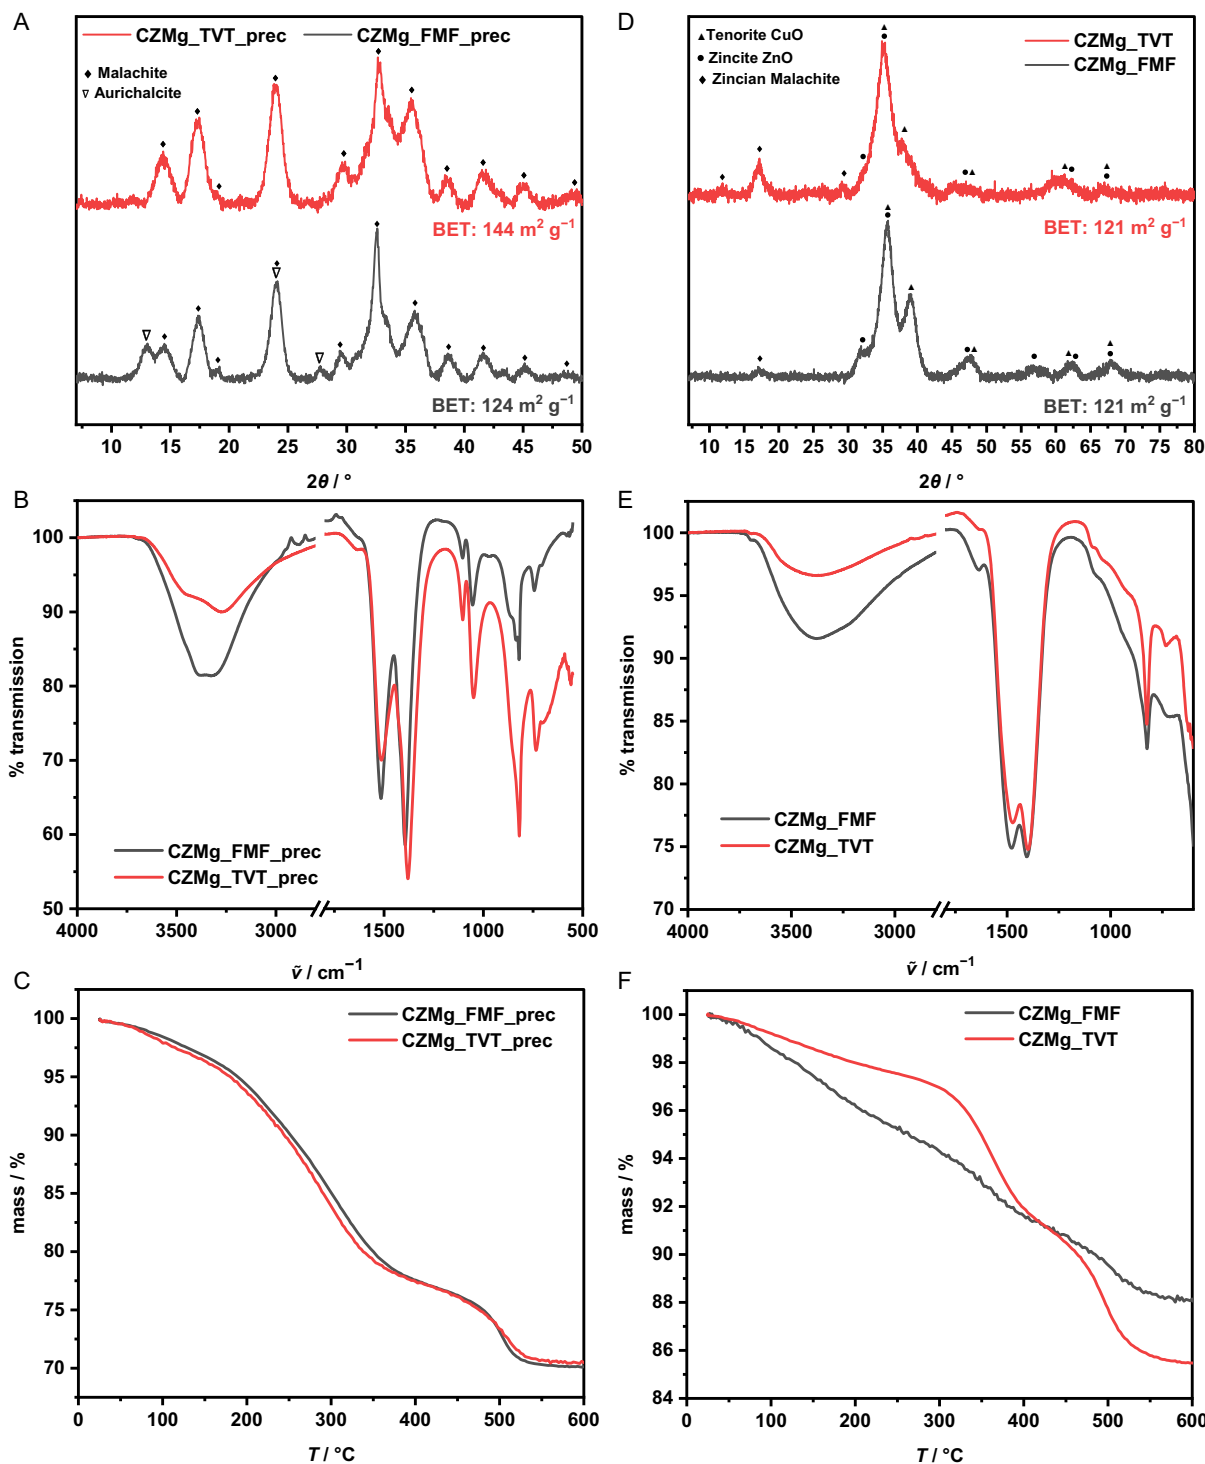 A
CZMg_TVT_prec
CZMg_FMF_prec
♦ Malachite
▽ Aurichalcite
BET: 144 m² g⁻¹
BET: 124 m² g⁻¹
10 15 20 25 30 35 40 45 50
2θ / °
D
▲Tenorite CuO
● Zincite ZnO
♦ Zincian Malachite
CZMg_TVT
CZMg_FMF
BET: 121 m² g⁻¹
BET: 121 m² g⁻¹
10 15 20 25 30 35 40 45 50 55 60 65 70 75 80
2θ / °
B
% transmission
100
90
80
70
60
50
CZMg_FMF_prec
CZMg_TVT_prec
4000 3500 3000 1500 1000 500
ṽ / cm⁻¹
E
% transmission
100
95
90
85
80
75
70
CZMg_FMF
CZMg_TVT
4000 3500 3000 1500 1000
ṽ / cm⁻¹
C
mass / %
100
95
90
85
80
75
70
CZMg_FMF_prec
CZMg_TVT_prec
0 100 200 300 400 500 600
T / °C
F
mass / %
100
98
96
94
92
90
88
86
84
CZMg_FMF
CZMg_TVT
0 100 200 300 400 500 600
T / °C